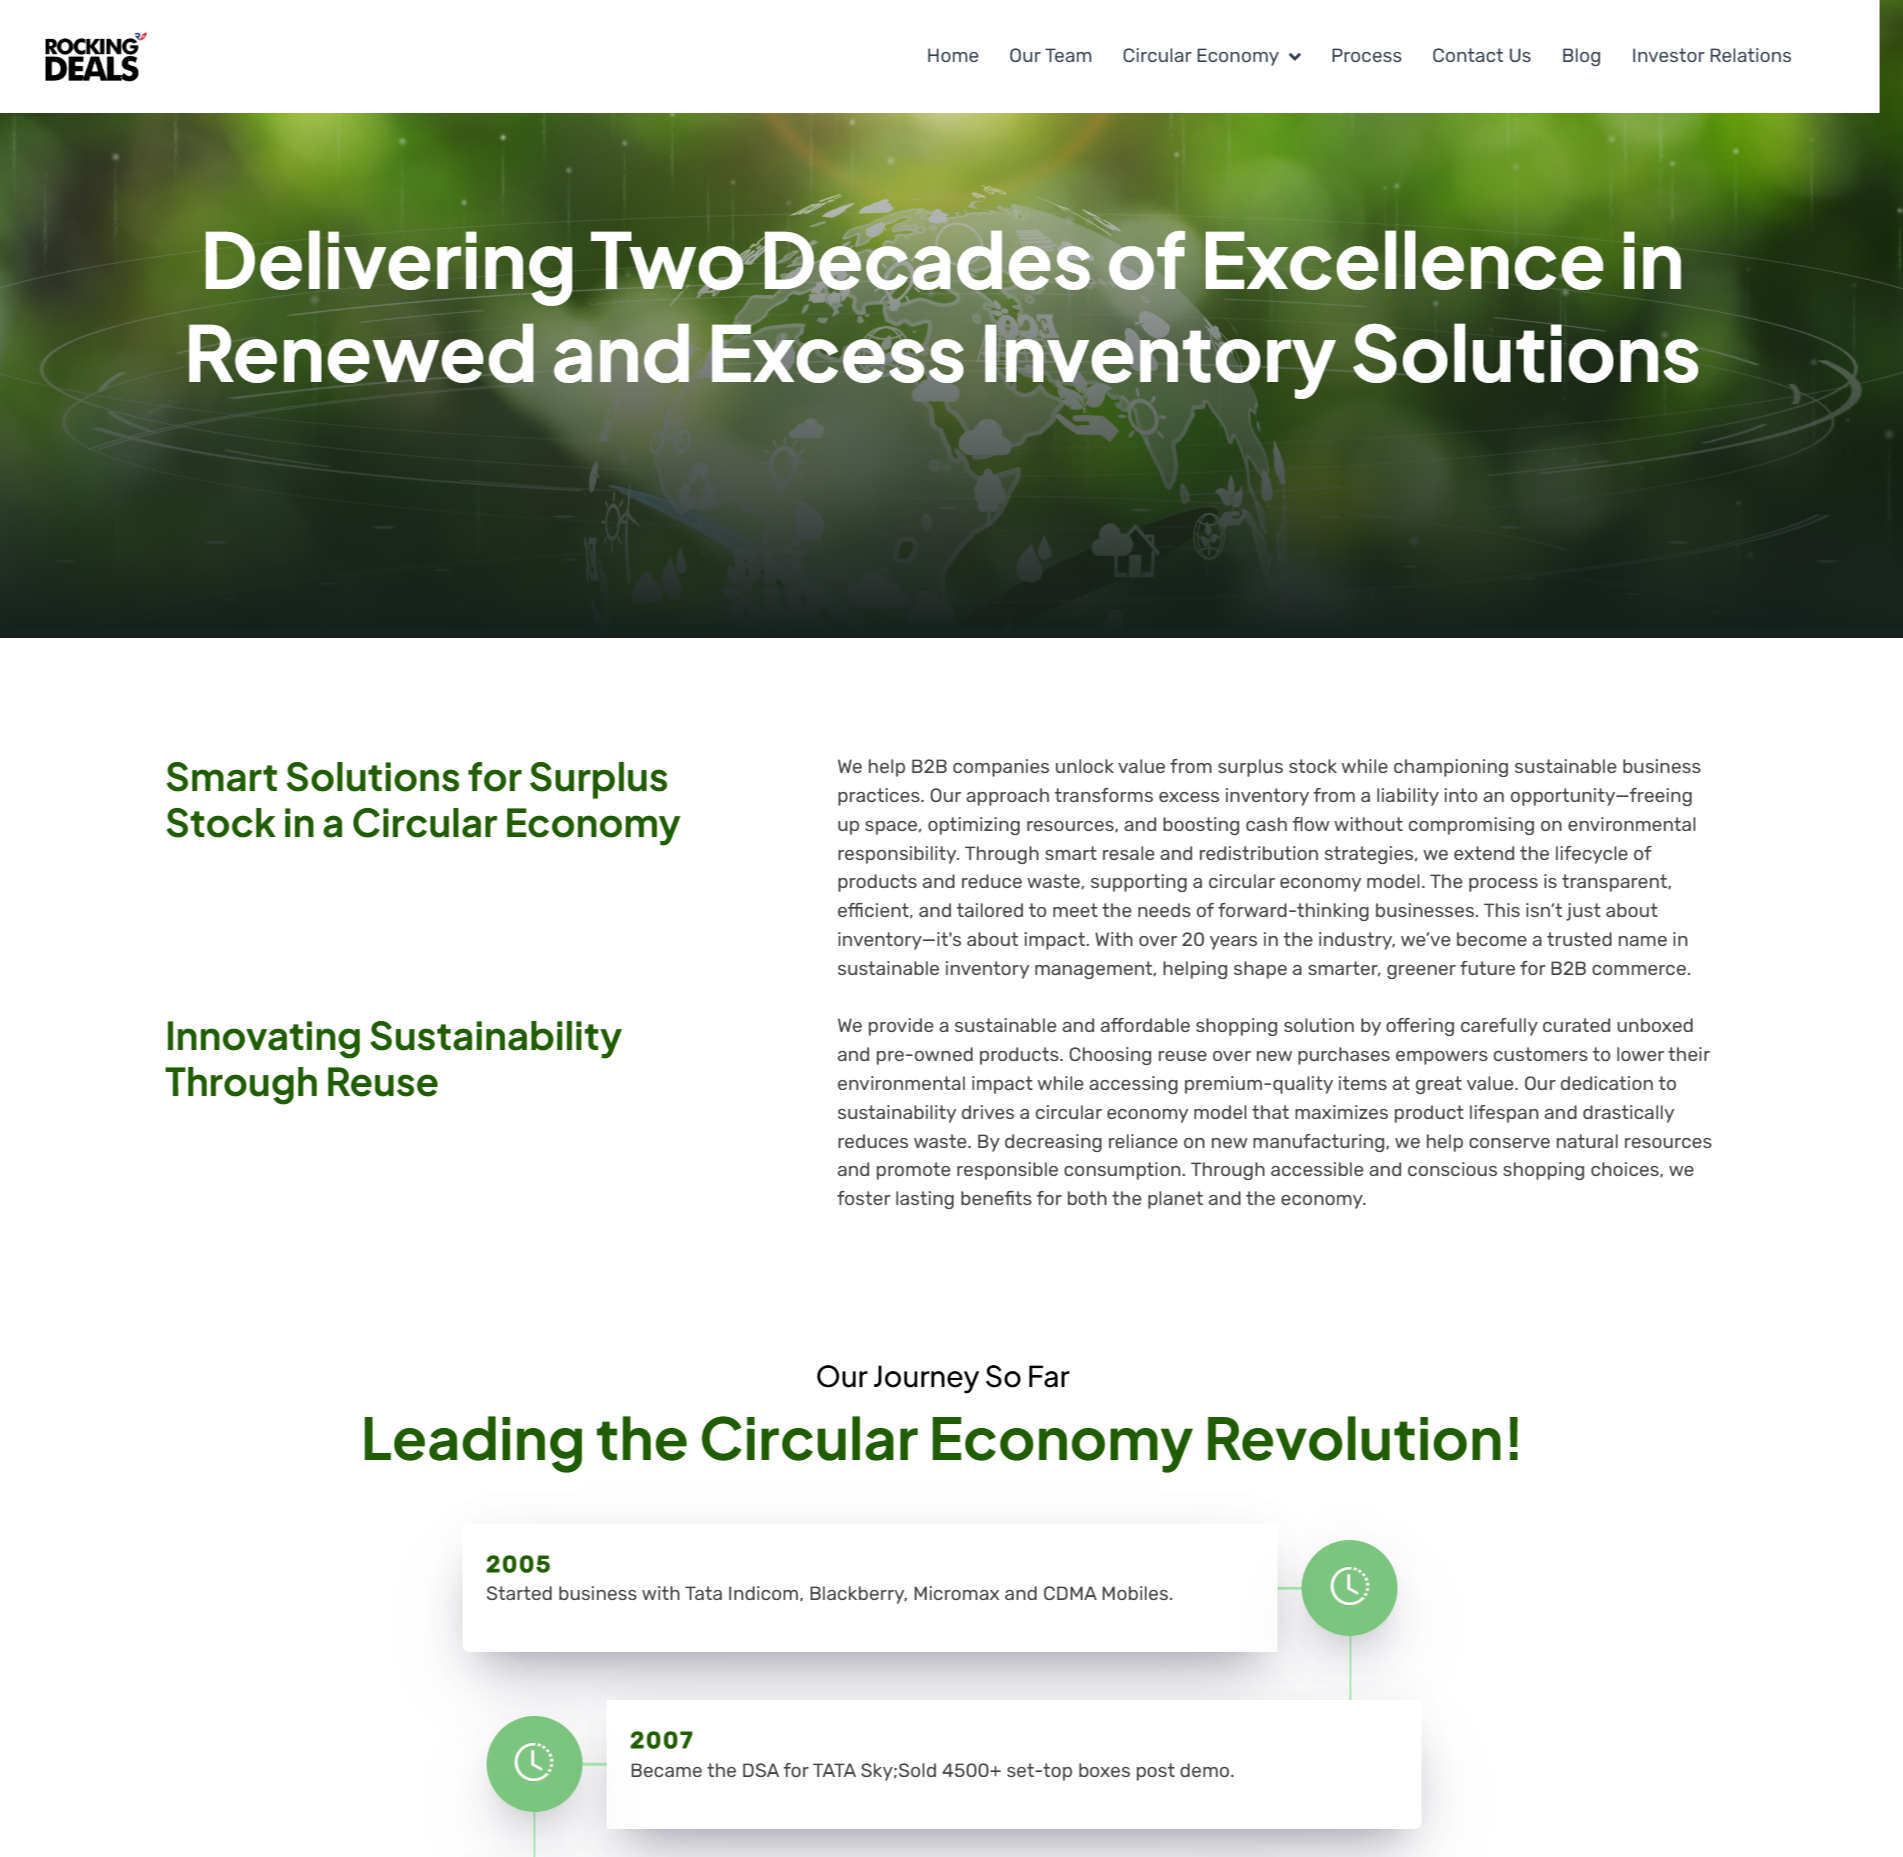 ROCKING
DEALS
Home Our Team Circular Economy Process Contact Us Blog Investor Relations
Delivering Two Decades of Excellence in
Renewed and Excess Inventory Solutions
Smart Solutions for Surplus
Stock in a Circular Economy
We help B2B companies unlock value from surplus stock while championing sustainable business
practices. Our approach transforms excess inventory from a liability into an opportunity—freeing
up space, optimizing resources, and boosting cash flow without compromising on environmental
responsibility. Through smart resale and redistribution strategies, we extend the lifecycle of
products and reduce waste, supporting a circular economy model. The process is transparent,
efficient, and tailored to meet the needs of forward-thinking businesses. This isn’t just about
inventory—it's about impact. With over 20 years in the industry, we’ve become a trusted name in
sustainable inventory management, helping shape a smarter, greener future for B2B commerce.
Innovating Sustainability
Through Reuse
We provide a sustainable and affordable shopping solution by offering carefully curated unboxed
and pre-owned products. Choosing reuse over new purchases empowers customers to lower their
environmental impact while accessing premium-quality items at great value. Our dedication to
sustainability drives a circular economy model that maximizes product lifespan and drastically
reduces waste. By decreasing reliance on new manufacturing, we help conserve natural resources
and promote responsible consumption. Through accessible and conscious shopping choices, we
foster lasting benefits for both the planet and the economy.
Our Journey So Far
Leading the Circular Economy Revolution!
2005
Started business with Tata Indicom, Blackberry, Micromax and CDMA Mobiles.
2007
Became the DSA for TATA Sky;Sold 4500+ set-top boxes post demo.